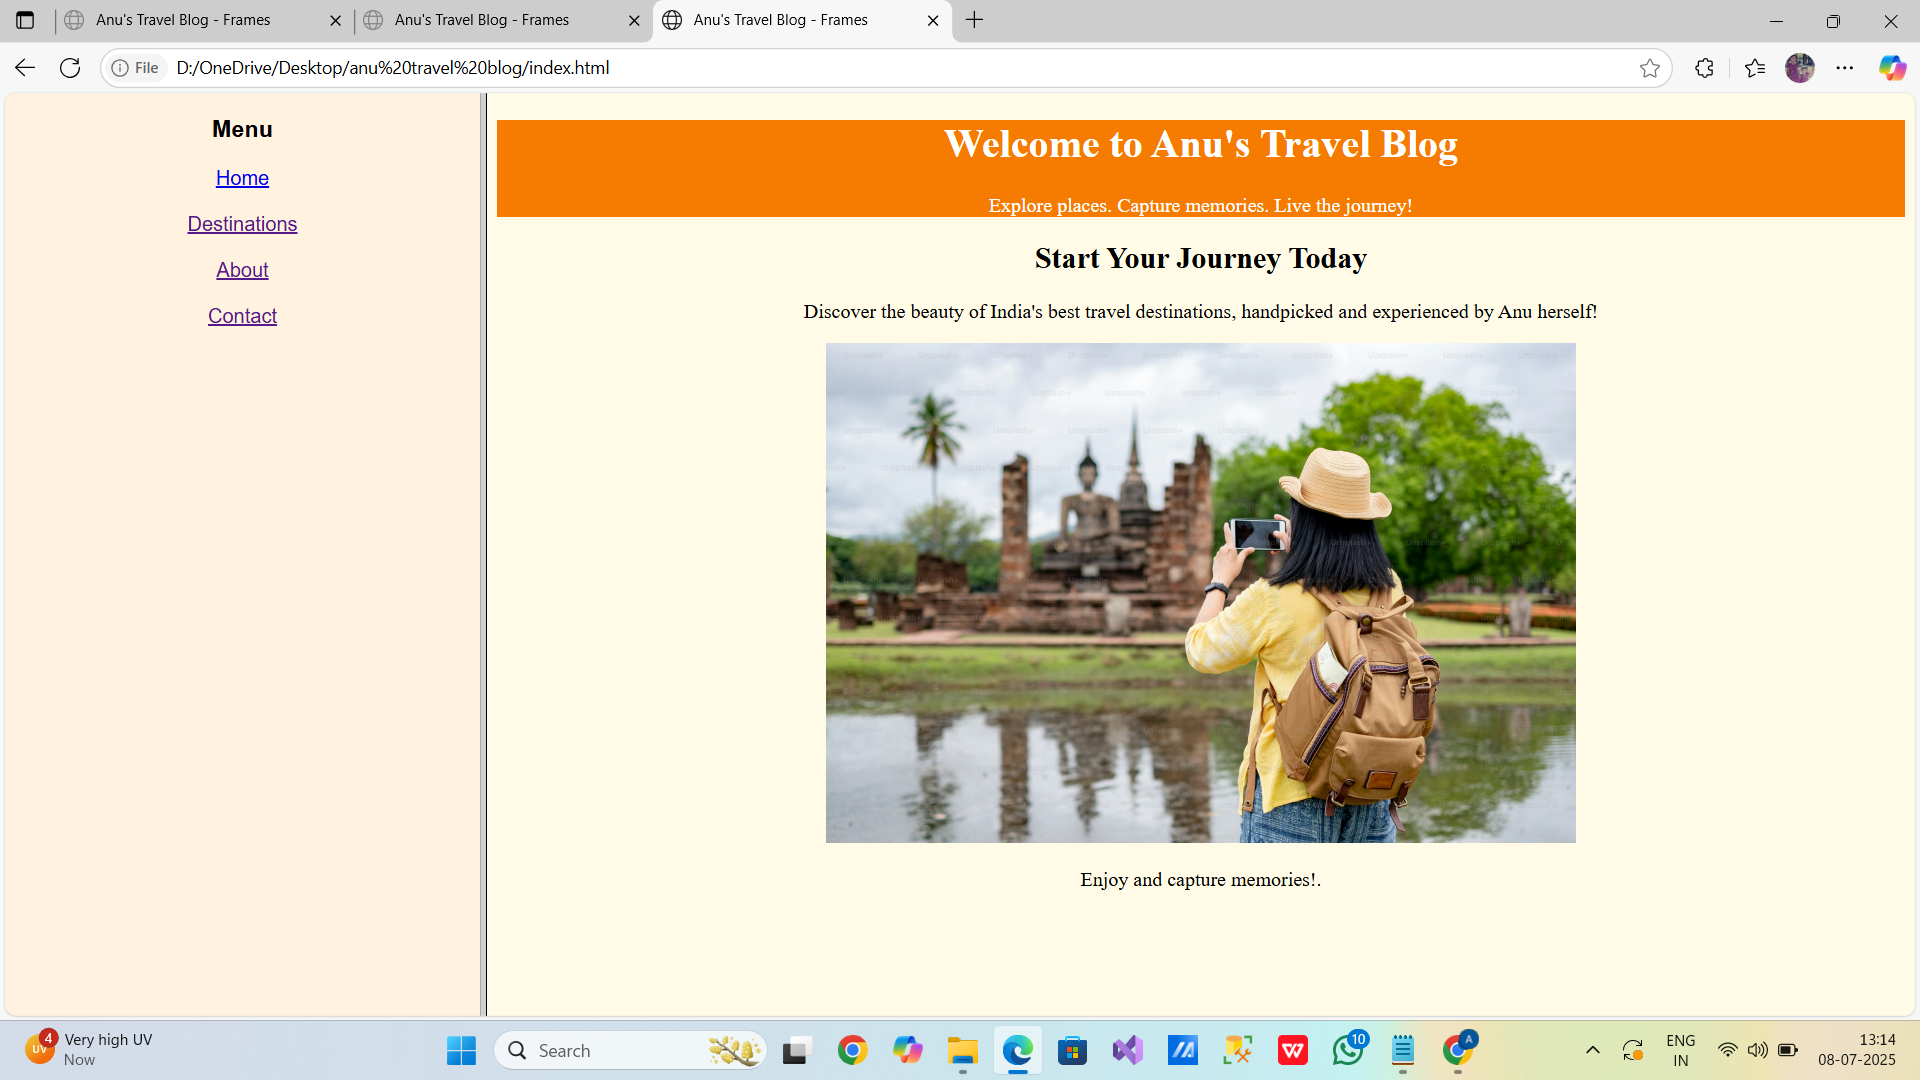 Anu's Travel Blog - Frames
Anu's Travel Blog - Frames
Anu's Travel Blog - Frames
File
D:/OneDrive/Desktop/anu%20travel%20blog/index.html
Menu
Home
Destinations
About
Contact
Welcome to Anu's Travel Blog
Explore places. Capture memories. Live the journey!
Start Your Journey Today
Discover the beauty of India's best travel destinations, handpicked and experienced by Anu herself!
Unsplash+
Enjoy and capture memories!.
UV
4
Very high UV
Now
Search
W
10
A
ENG
IN
13:14
08-07-2025